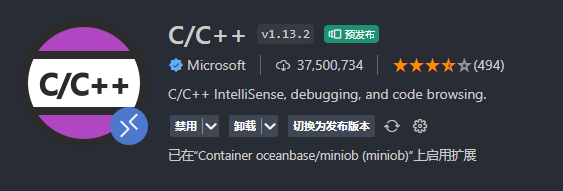 C/C++ v1.13.2 预发布
C/C++
Microsoft 37,500,734 (494)
C/C++ IntelliSense, debugging, and code browsing.
禁用 卸载 切换为发布版本
已在"Container oceanbase/miniob (miniob)"上启用扩展